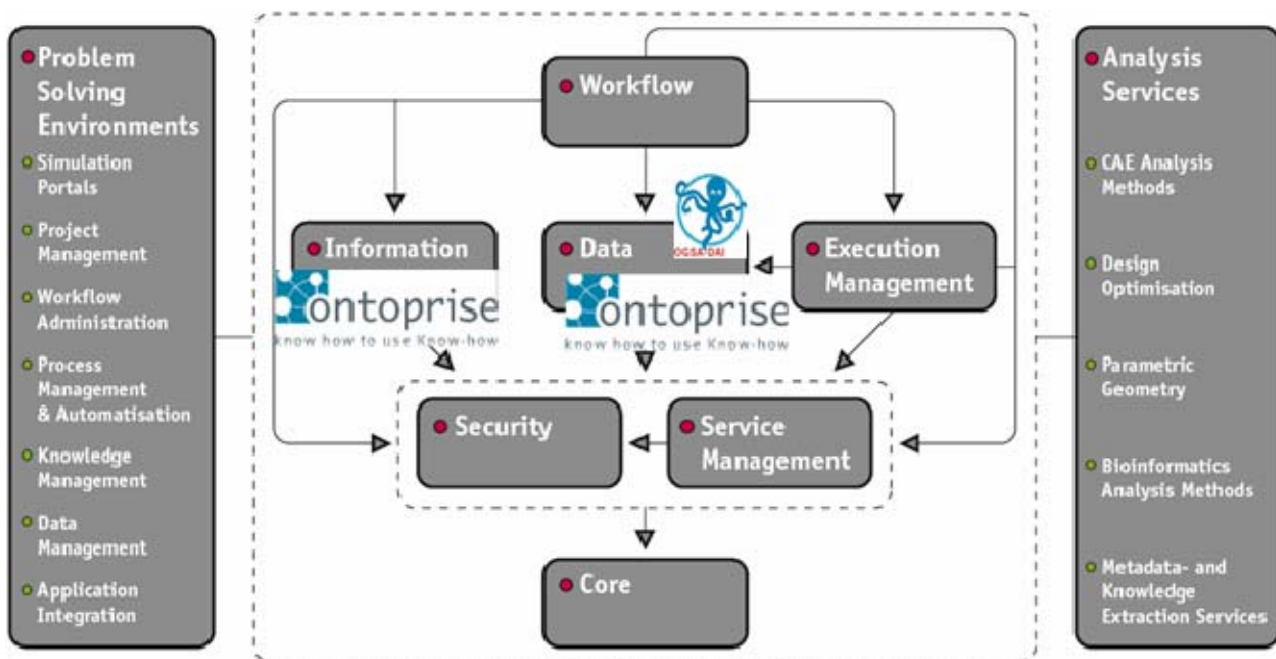 Problem
Solving
Environments
Simulation
Portals
Project
Management
Workflow
Administration
Process
Management
& Automatisation
Knowledge
Management
Data
Management
Application
Integration
Workflow
Information
ontoprise
know how to use Know-how
Data
OGSA-DAI
ontoprise
know how to use Know-how
Execution
Management
Security
Service
Management
Core
Analysis
Services
CAE Analysis
Methods
Design
Optimisation
Parametric
Geometry
Bioinformatics
Analysis Methods
Metadata- and
Knowledge
Extraction Services